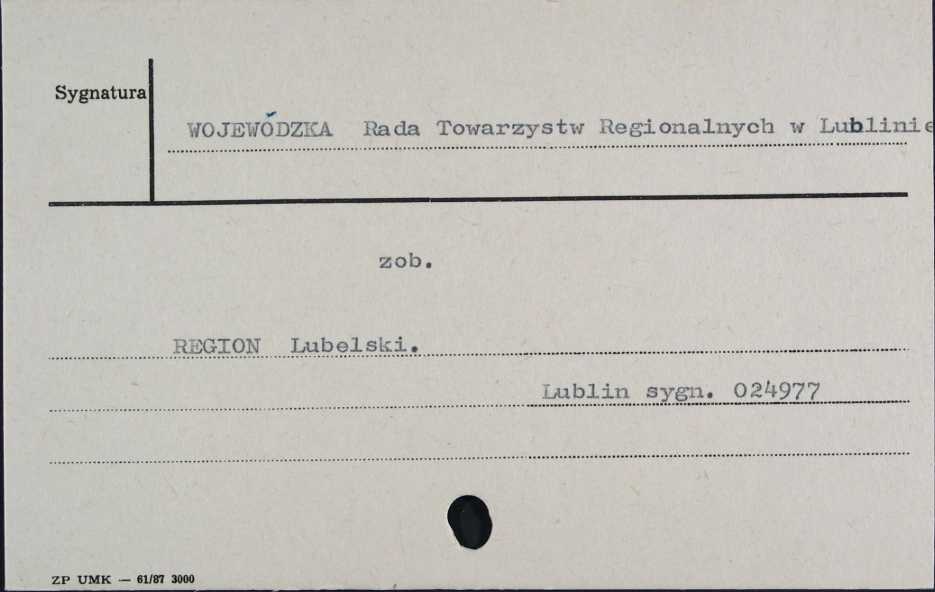 Sygnatura
WOJEWÓDZKA Rada Towarzystw Regionalnych w Lublinie
zob.
REGION Lubelski.
Lublin sygn. 024977
ZP UMK — 61/87 3000